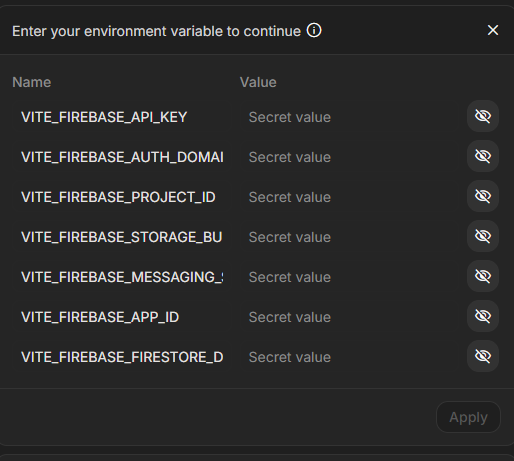 Enter your environment variable to continue
Name Value
VITE_FIREBASE_API_KEY Secret value
VITE_FIREBASE_AUTH_DOMAI Secret value
VITE_FIREBASE_PROJECT_ID Secret value
VITE_FIREBASE_STORAGE_BU Secret value
VITE_FIREBASE_MESSAGING_S Secret value
VITE_FIREBASE_APP_ID Secret value
VITE_FIREBASE_FIRESTORE_D Secret value
Apply